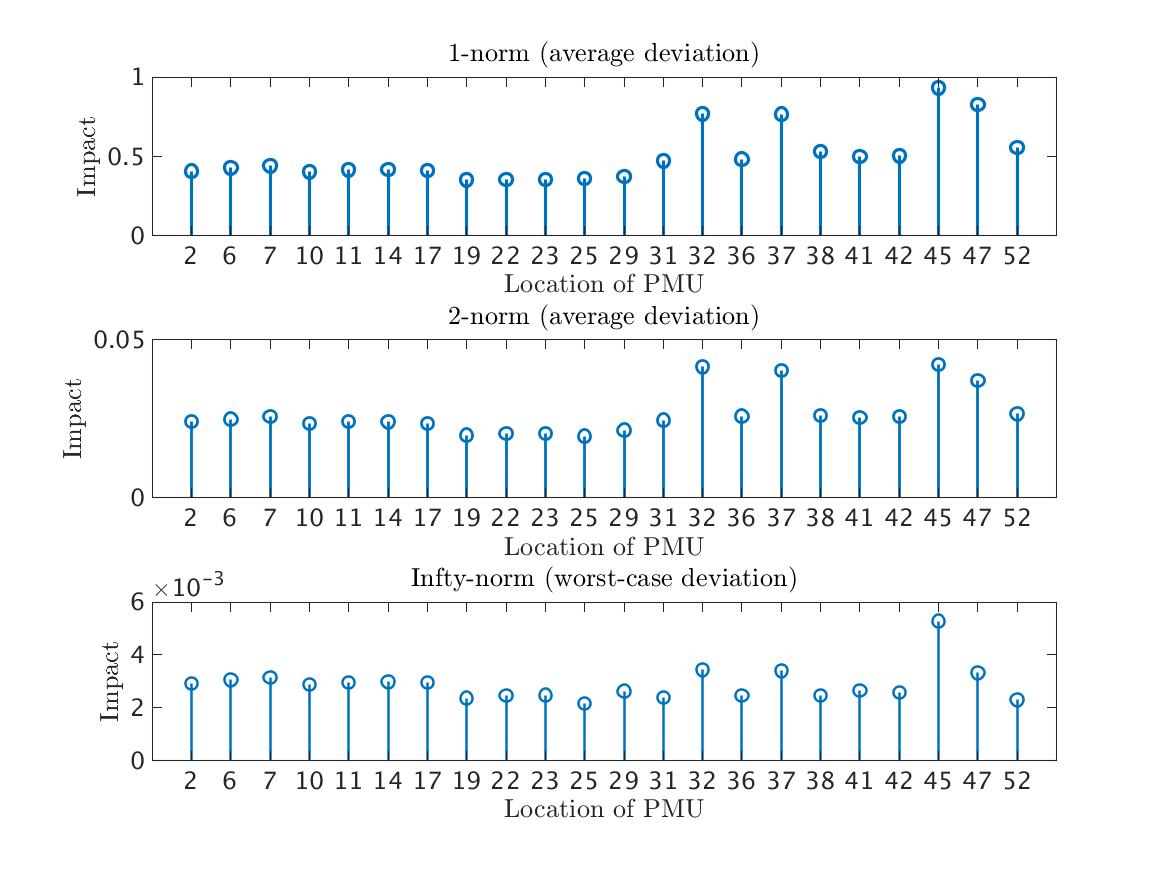 1-norm (average deviation)
1
0.5
0
Impact
2 6 7 10 11 14 17 19 22 23 25 29 31 32 36 37 38 41 42 45 47 52
Location of PMU
2-norm (average deviation)
0.05
0
Impact
2 6 7 10 11 14 17 19 22 23 25 29 31 32 36 37 38 41 42 45 47 52
Location of PMU
Infty-norm (worst-case deviation)
×10⁻³
6
4
2
0
Impact
2 6 7 10 11 14 17 19 22 23 25 29 31 32 36 37 38 41 42 45 47 52
Location of PMU